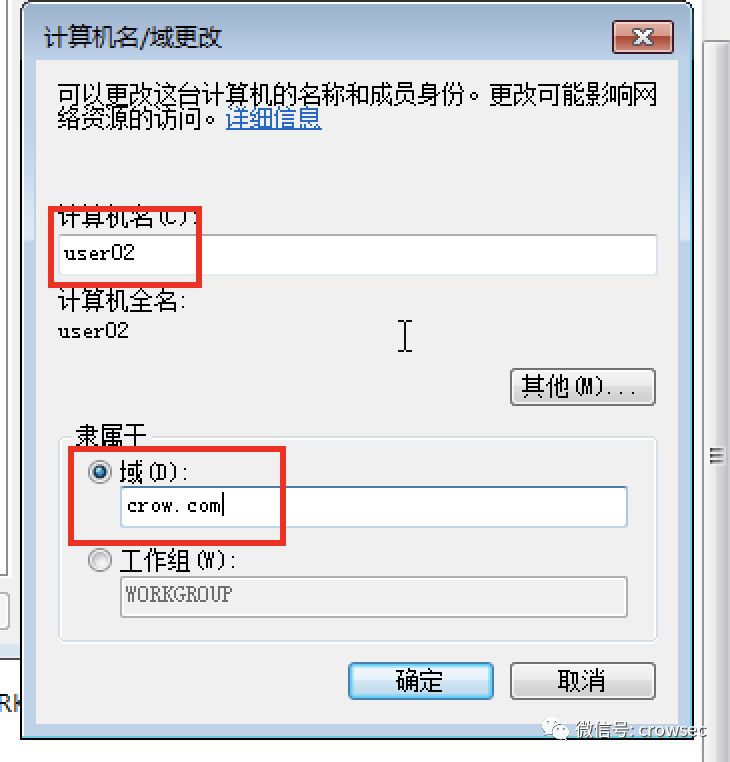 计算机名/域更改
可以更改这台计算机的名称和成员身份。更改可能影响网
络资源的访问。详细信息
计算机名(C):
user02
计算机全名:
user02
其他(M)...
隶属于
域(D):
crow.com
工作组(W):
WORKGROUP
确定 取消
微信号: crowsec